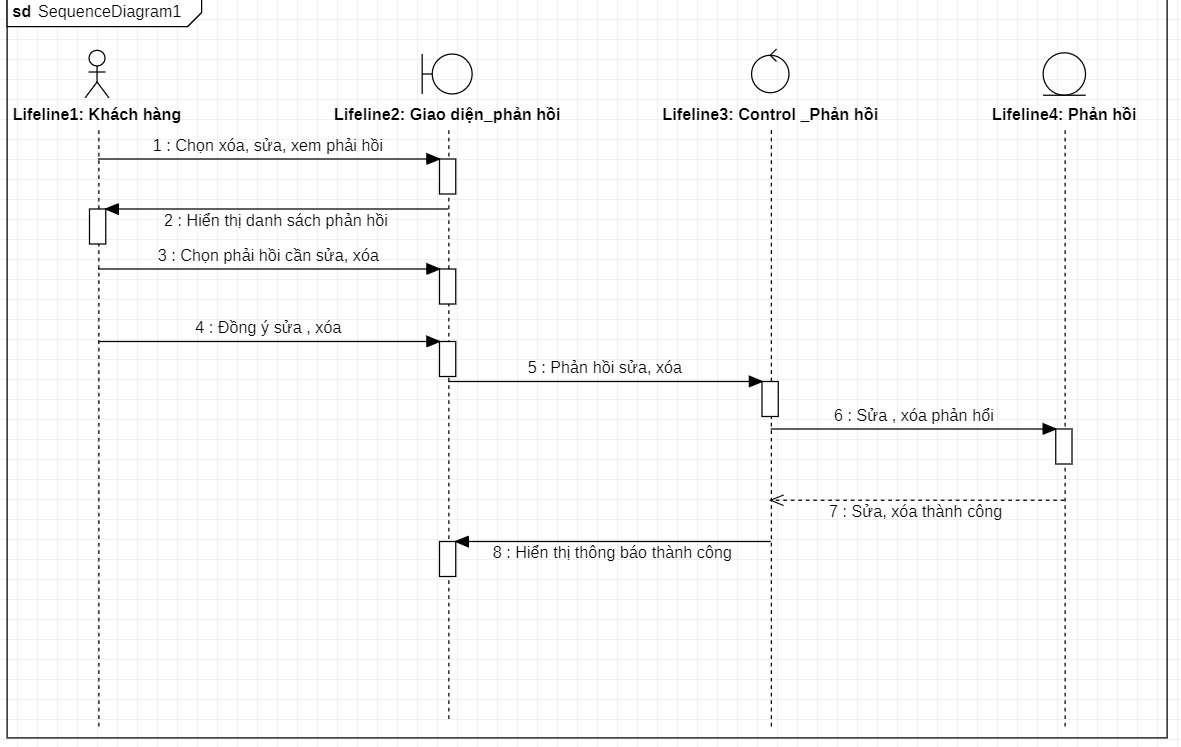 sd SequenceDiagram1
Lifeline1: Khách hàng
Lifeline2: Giao diện_phản hồi
Lifeline3: Control _Phản hồi
Lifeline4: Phản hồi
1 : Chọn xóa, sửa, xem phải hồi
2 : Hiển thị danh sách phản hồi
3 : Chọn phải hồi cần sửa, xóa
4 : Đồng ý sửa , xóa
5 : Phản hồi sửa, xóa
6 : Sửa , xóa phản hổi
7 : Sửa, xóa thành công
8 : Hiển thị thông báo thành công